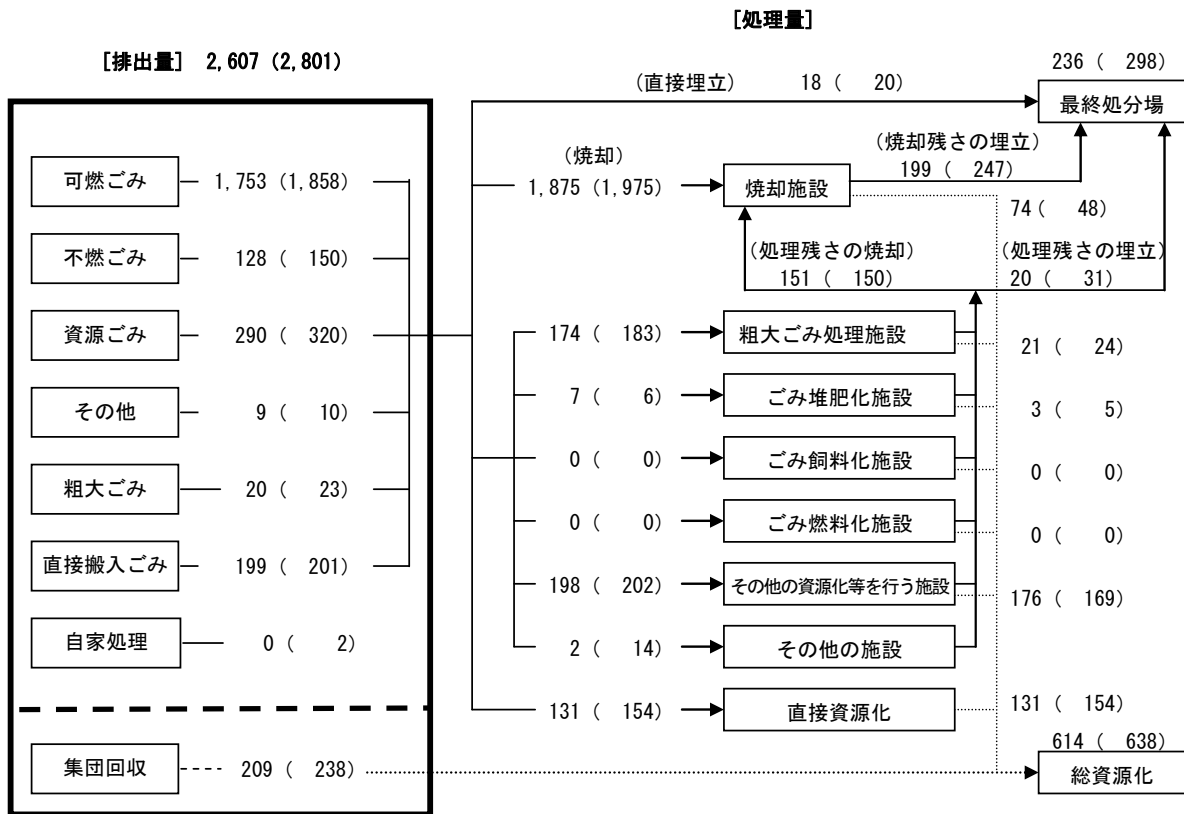 [処理量]
[排出量] 2,607 (2,801)
236 ( 298)
(直接埋立) 18 ( 20)
最終処分場
(焼却残さの埋立)
199 ( 247)
(焼却)
可燃ごみ 1,753 (1,858)
1,875 (1,975)
焼却施設
74 ( 48)
不燃ごみ 128 ( 150)
(処理残さの焼却)
151 ( 150)
(処理残さの埋立)
20 ( 31)
資源ごみ 290 ( 320)
174 ( 183)
粗大ごみ処理施設
21 ( 24)
その他 9 ( 10)
7 ( 6)
ごみ堆肥化施設
3 ( 5)
粗大ごみ 20 ( 23)
0 ( 0)
ごみ飼料化施設
0 ( 0)
0 ( 0)
ごみ燃料化施設
0 ( 0)
直接搬入ごみ 199 ( 201)
198 ( 202)
その他の資源化等を行う施設
176 ( 169)
自家処理 0 ( 2)
2 ( 14)
その他の施設
131 ( 154)
直接資源化
131 ( 154)
614 ( 638)
集団回収 209 ( 238)
総資源化